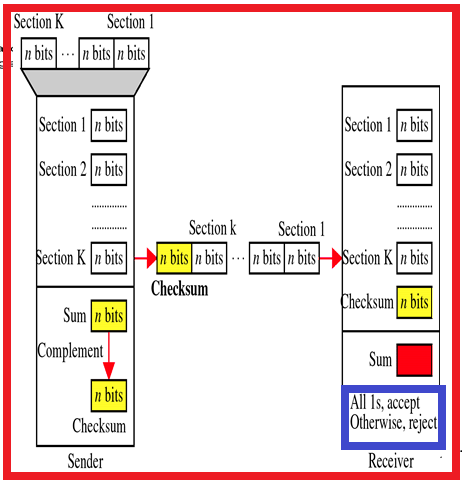 Section K Section 1
n bits ... n bits n bits
Section 1 n bits
Section 2 n bits
Section K n bits
Sum n bits
Complement
n bits
Checksum
Sender
Section k Section 1
n bits n bits ... n bits n bits
Checksum
Section 1 n bits
Section 2 n bits
Section K n bits
Checksum n bits
Sum
All 1s, accept
Otherwise, reject
Receiver